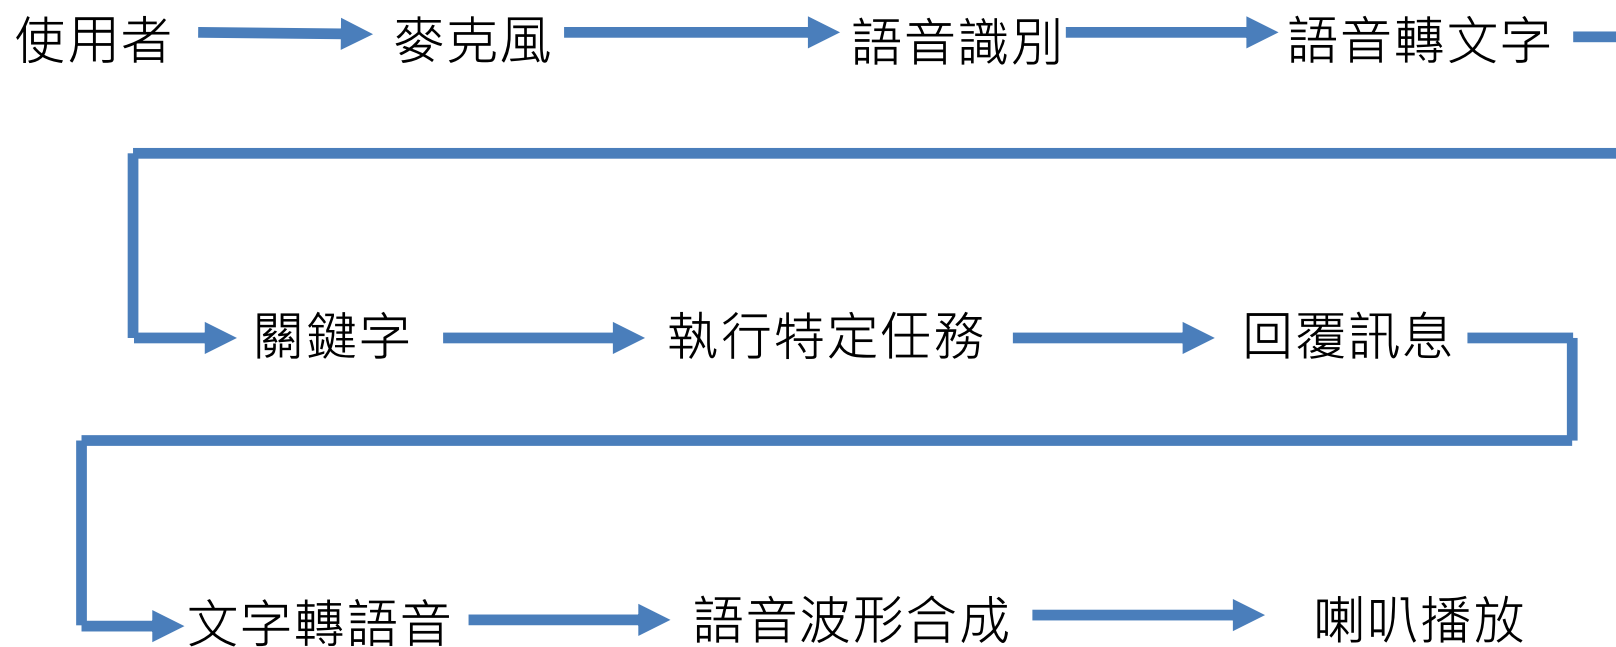 使用者 麥克風 語音識別 語音轉文字
關鍵字 執行特定任務 回覆訊息
文字轉語音 語音波形合成 喇叭播放